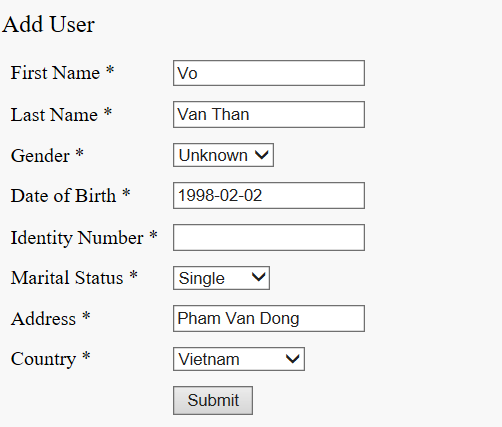 Add User
First Name * Vo
Last Name * Van Than
Gender * Unknown
Date of Birth * 1998-02-02
Identity Number *
Marital Status * Single
Address * Pham Van Dong
Country * Vietnam
Submit